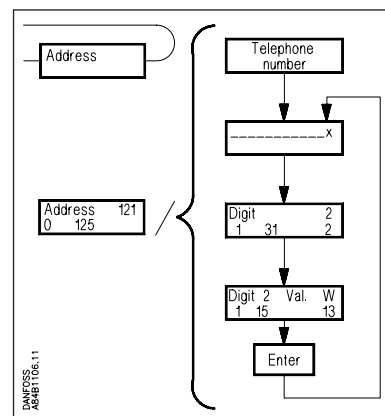 Address
Address 121
0 125
Telephone
number
____________x
Digit 2
1 31 2
Digit 2 Val. W
1 15 13
Enter
DANFOSS
A84B1106.11